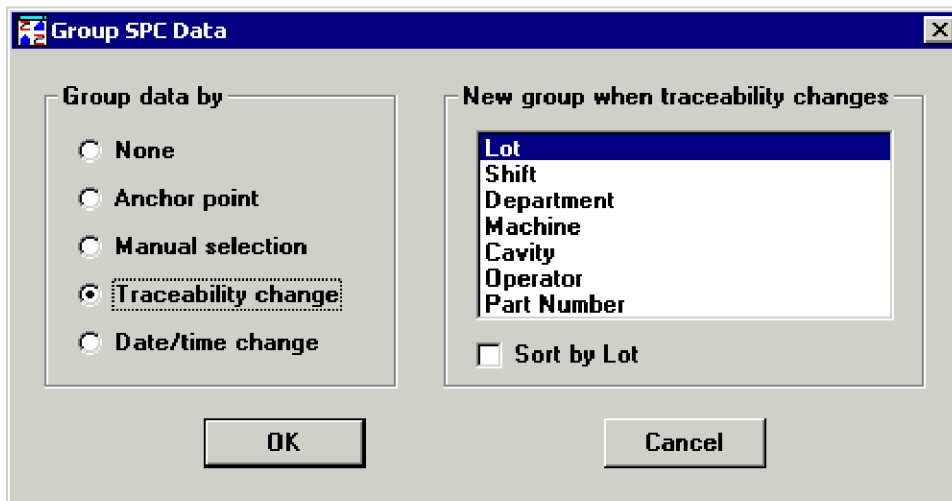 Group SPC Data
Group data by
None
Anchor point
Manual selection
Traceability change
Date/time change
New group when traceability changes
Lot
Shift
Department
Machine
Cavity
Operator
Part Number
Sort by Lot
OK
Cancel